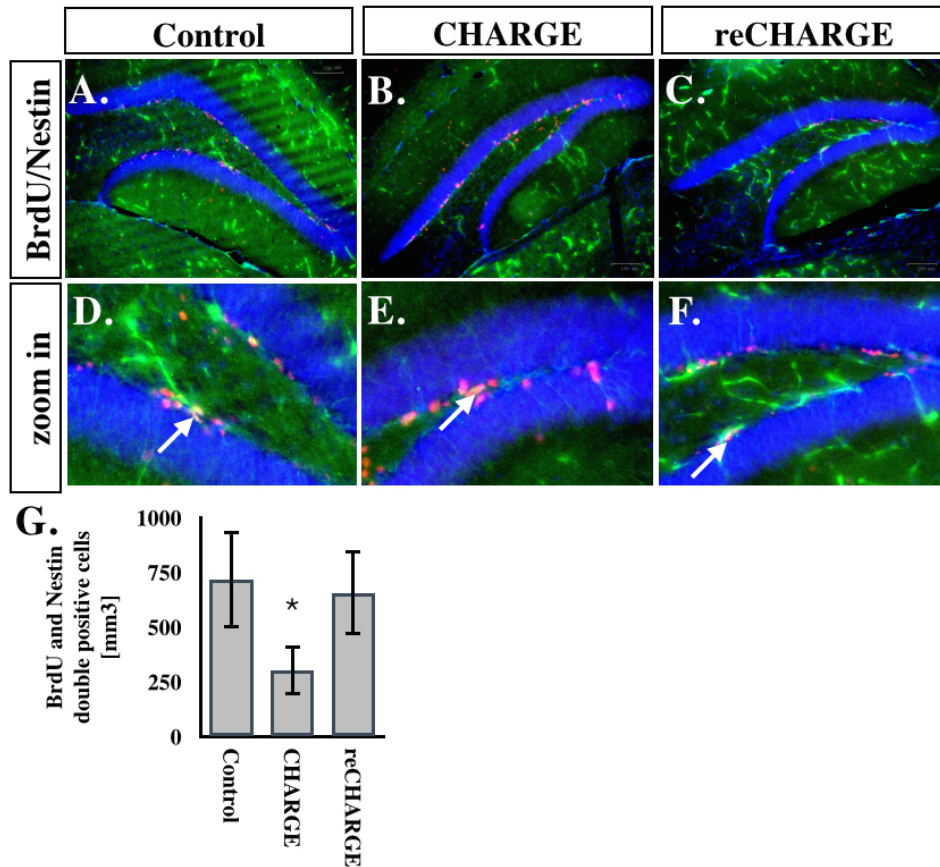 Control
CHARGE
reCHARGE
BrdU/Nestin
A.
B.
C.
zoom in
D.
E.
F.
G.
BrdU and Nestin
double positive cells
[mm3]
1000
750
500
250
0
*
Control
CHARGE
reCHARGE